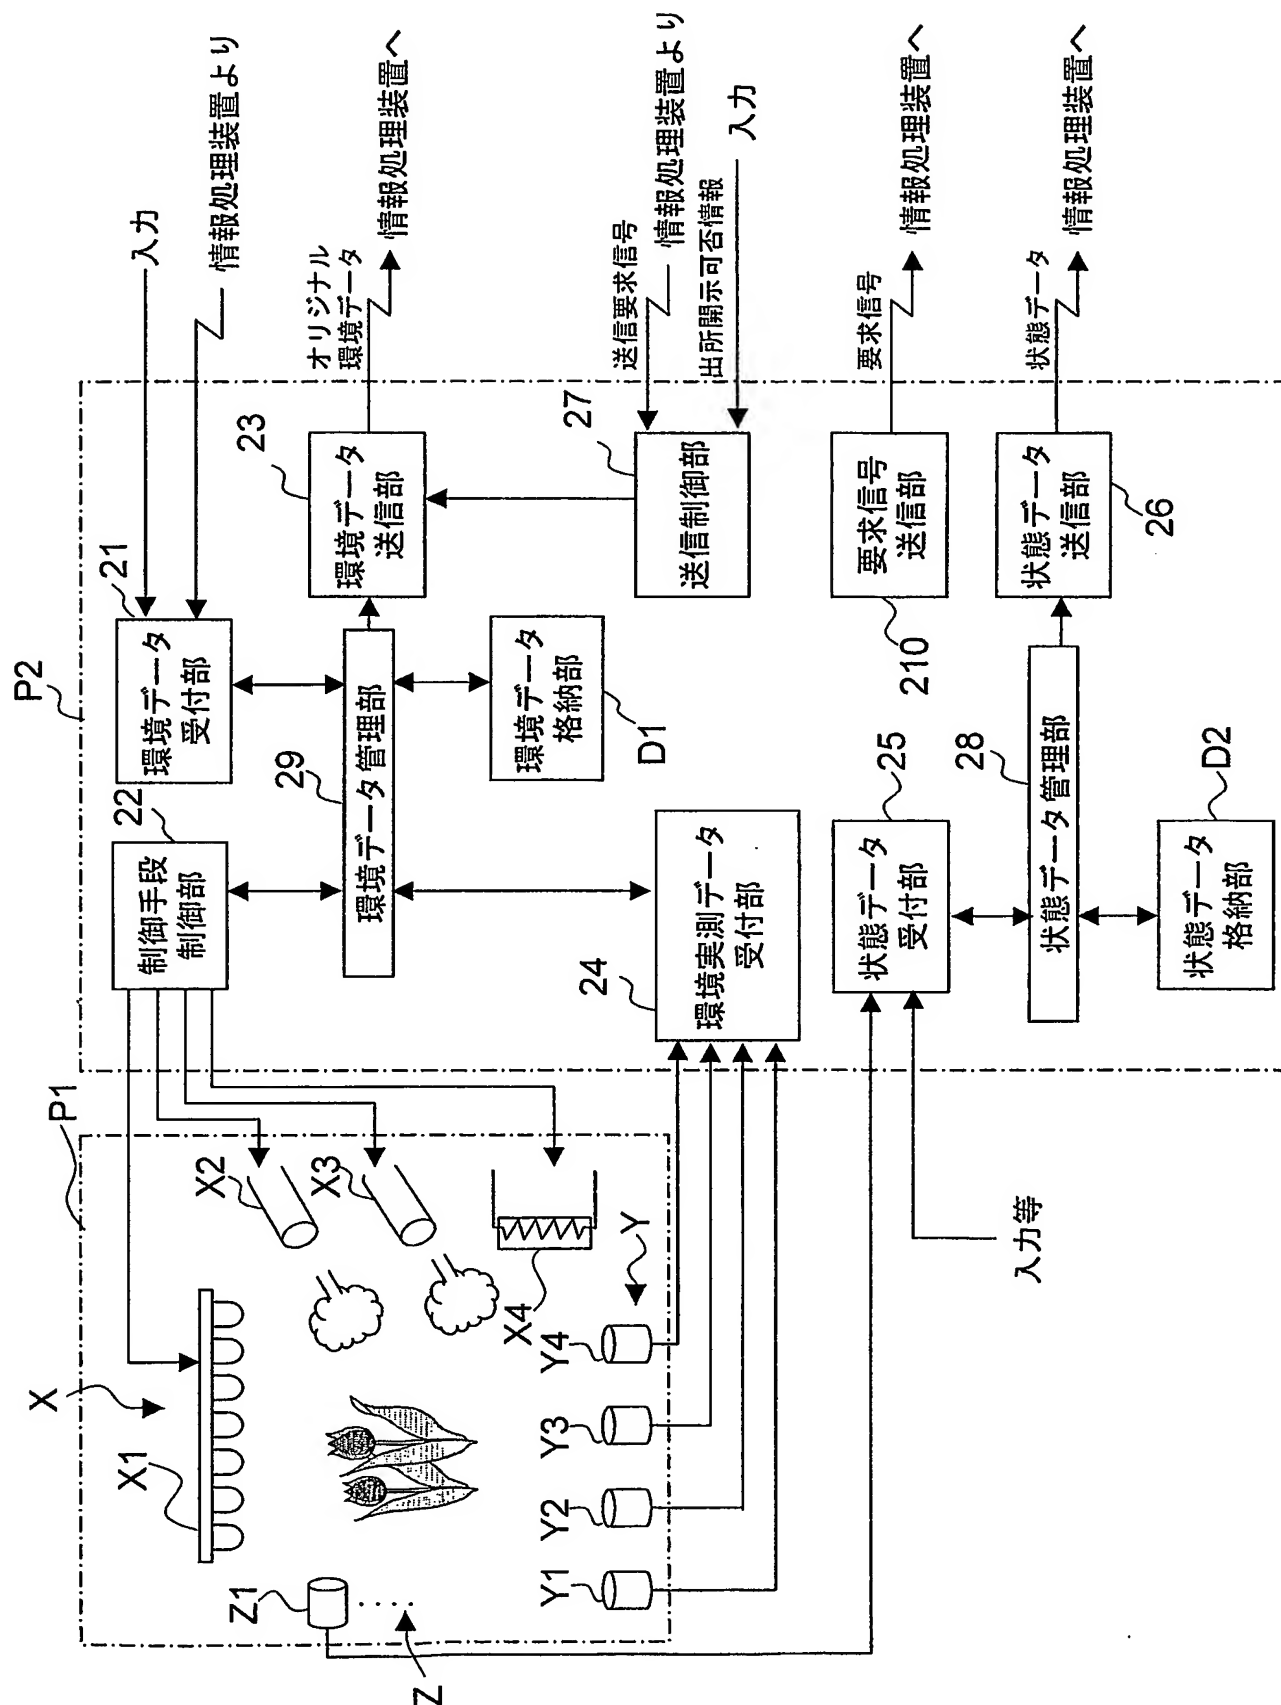 P1
X
X1
X2
X3
X4
Y
Y1
Y2
Y3
Y4
Z1
Z
P2
22
制御手段
制御部
21
環境データ
受付部
入力
情報処理装置より
29
環境データ管理部
23
環境データ
送信部
オリジナル
環境データ
情報処理装置へ
環境データ
格納部
D1
24
環境実測データ
受付部
27
送信制御部
送信要求信号
情報処理装置より
出所開示可否情報
入力
25
状態データ
受付部
入力等
210
要求信号
送信部
要求信号
情報処理装置へ
28
状態データ管理部
26
状態データ
送信部
状態データ
情報処理装置へ
D2
状態データ
格納部